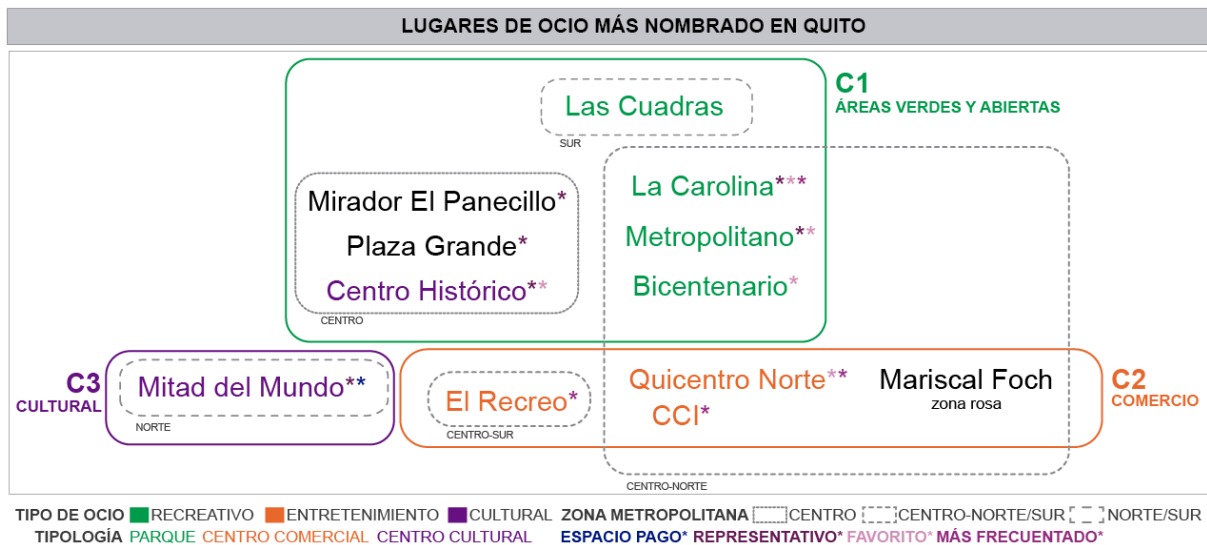 LUGARES DE OCIO MÁS NOMBRADO EN QUITO
C1
ÁREAS VERDES Y ABIERTAS
Las Cuadras
SUR
Mirador El Panecillo*
Plaza Grande*
Centro Histórico**
CENTRO
La Carolina***
Metropolitano**
Bicentenario*
C3
CULTURAL
Mitad del Mundo**
NORTE
El Recreo*
CENTRO-SUR
Quicentro Norte**
CCI*
Mariscal Foch
zona rosa
C2
COMERCIO
CENTRO-NORTE
TIPO DE OCIO RECREATIVO ENTRETENIMIENTO CULTURAL ZONA METROPOLITANA CENTRO CENTRO-NORTE/SUR NORTE/SUR
TIPOLOGÍA PARQUE CENTRO COMERCIAL CENTRO CULTURAL ESPACIO PAGO* REPRESENTATIVO* FAVORITO* MÁS FRECUENTADO*